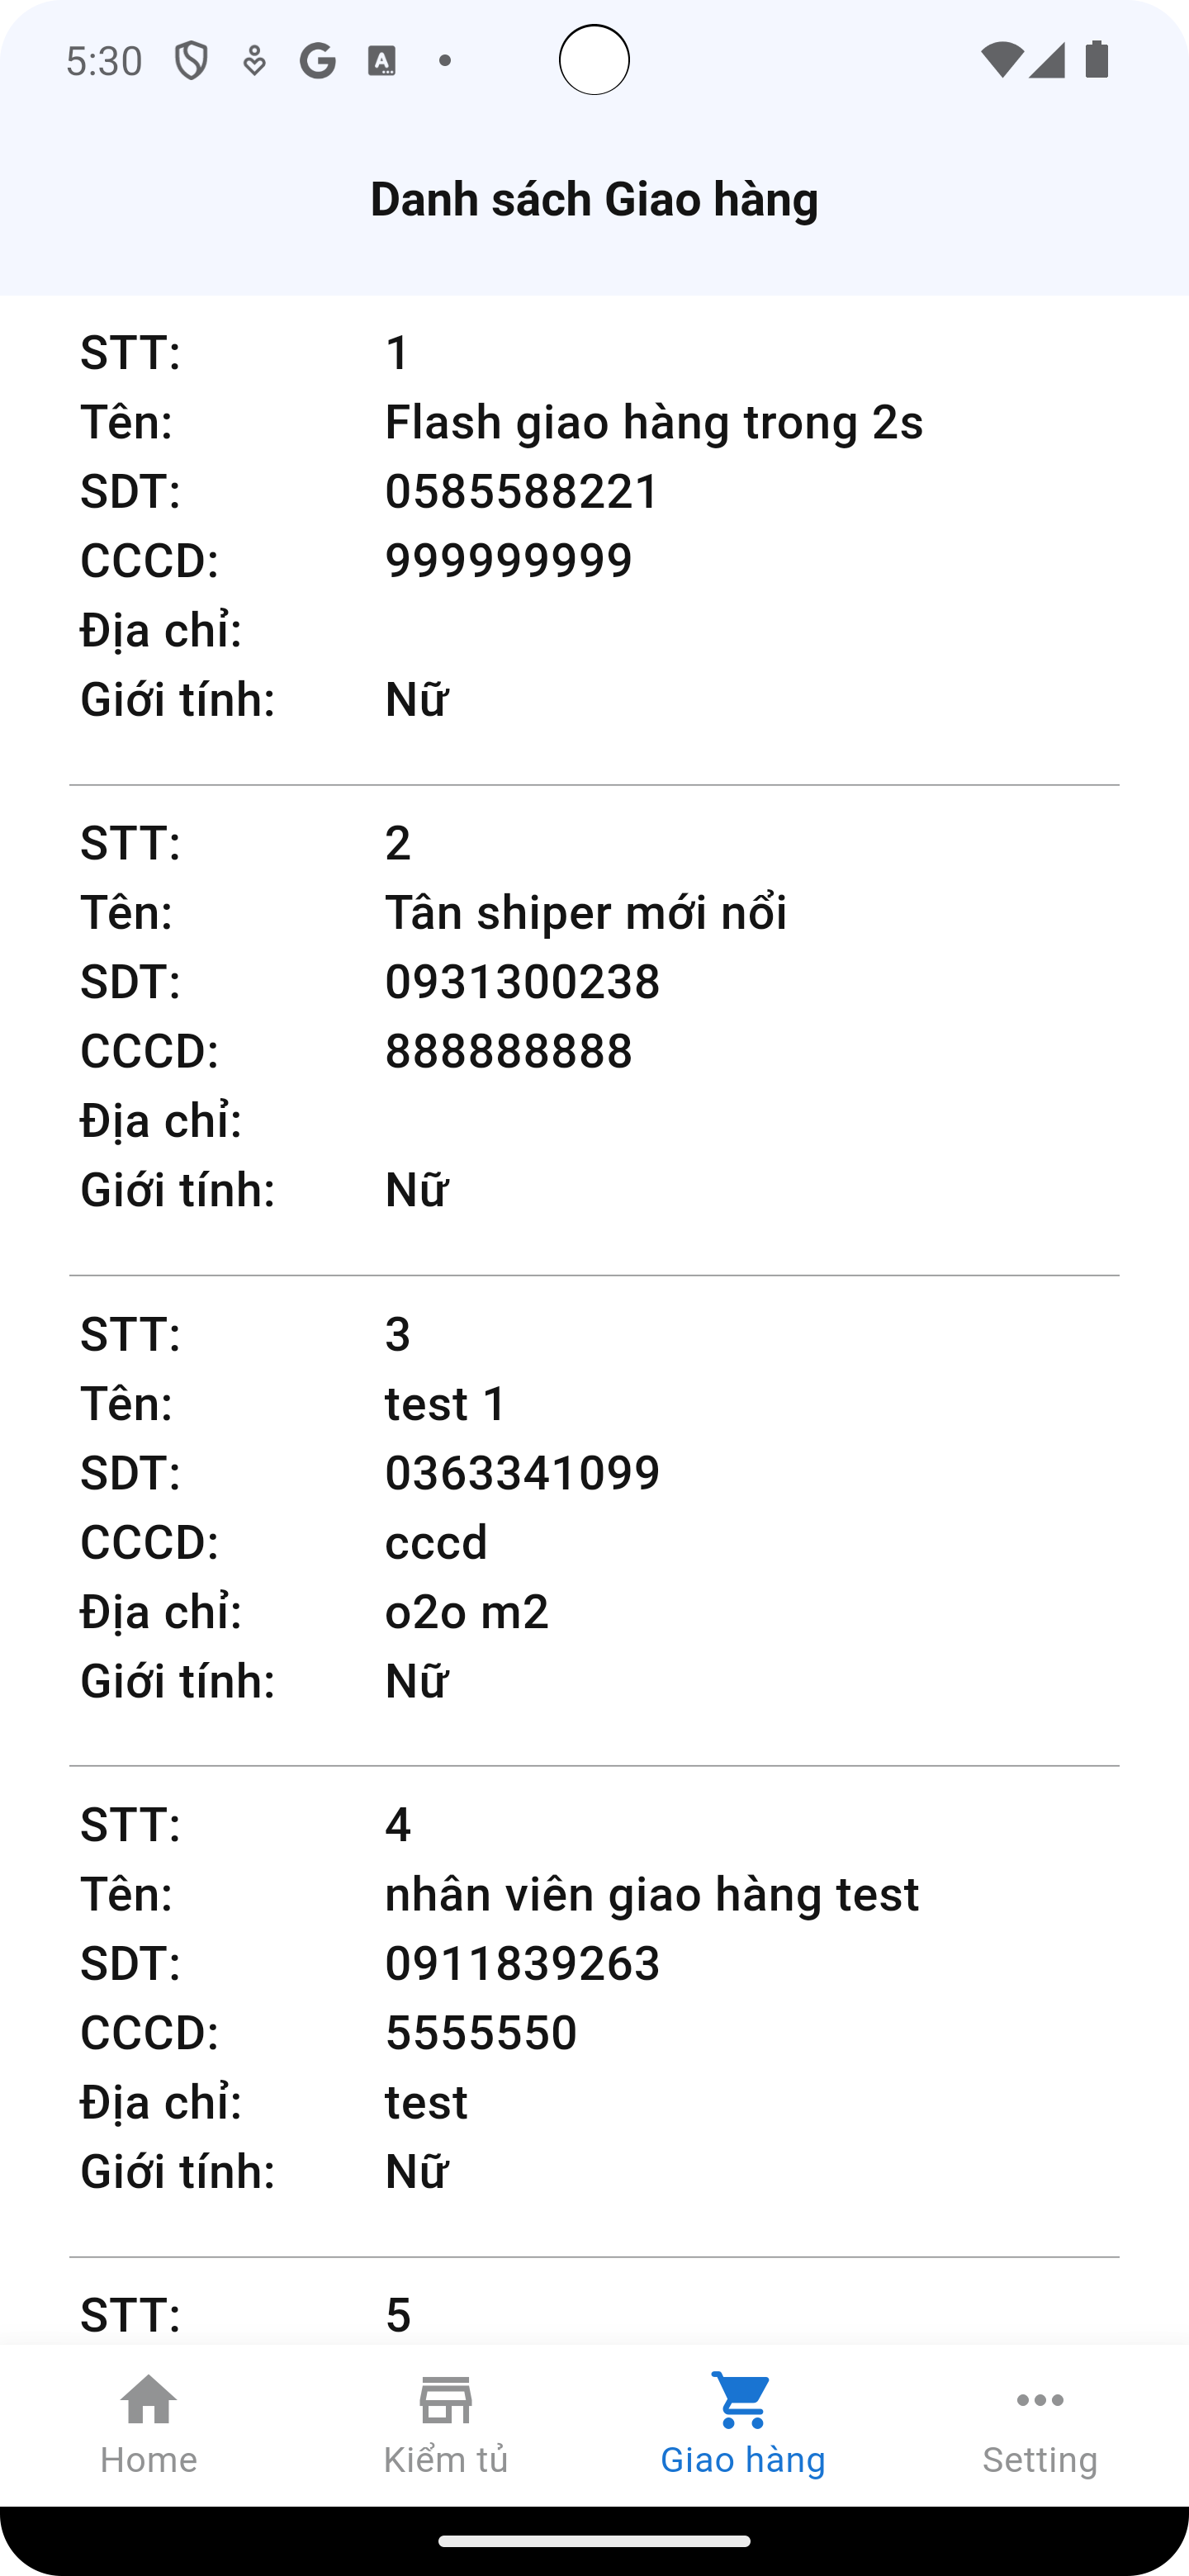 5:30
Danh sách Giao hàng
STT: 1
Tên: Flash giao hàng trong 2s
SDT: 0585588221
CCCD: 999999999
Địa chỉ:
Giới tính: Nữ
STT: 2
Tên: Tân shiper mới nổi
SDT: 0931300238
CCCD: 888888888
Địa chỉ:
Giới tính: Nữ
STT: 3
Tên: test 1
SDT: 0363341099
CCCD: cccd
Địa chỉ: o2o m2
Giới tính: Nữ
STT: 4
Tên: nhân viên giao hàng test
SDT: 0911839263
CCCD: 5555550
Địa chỉ: test
Giới tính: Nữ
STT: 5
Home Kiểm tủ Giao hàng Setting